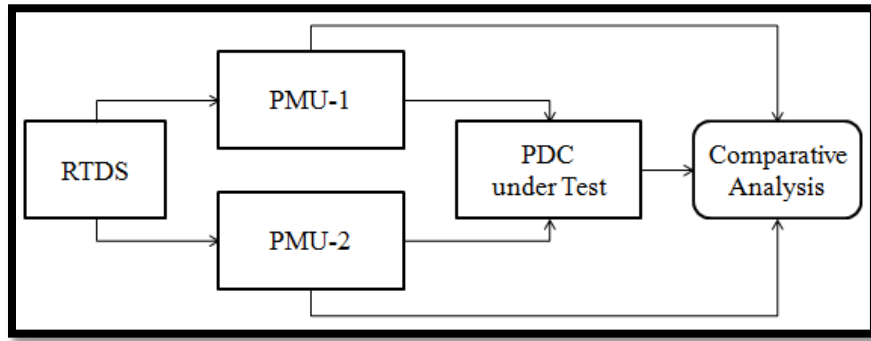 RTDS
PMU-1
PMU-2
PDC
under Test
Comparative
Analysis